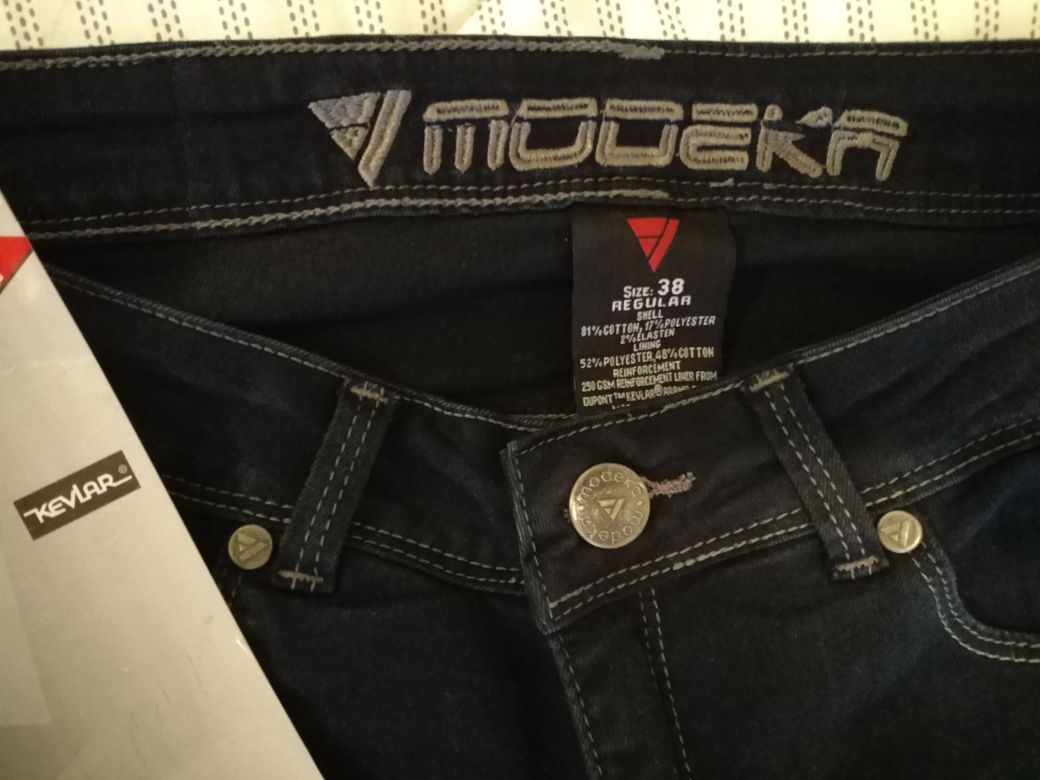 MODEKA
SIZE: 38
REGULAR
SHELL
81%COTTON, 17%POLYESTER
2%ELASTEN
LINING
52%POLYESTER,48%COTTON
REINFORCEMENT
250 GSM REINFORCEMENT LINER FROM
DUPONT™ KEVLAR®
KEVLAR®
modeka modeka